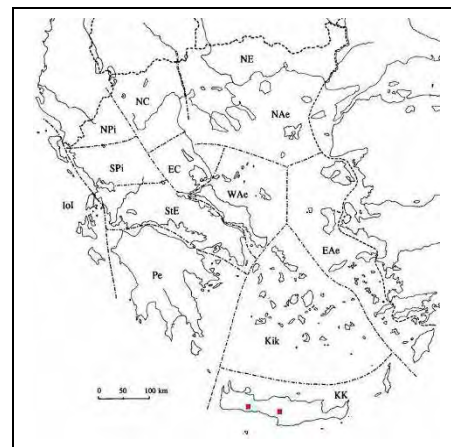 NE
NC
NAe
NPi
SPi
EC
WAe
IoI
StE
EAe
Pe
Kik
0 50 100 km
KK